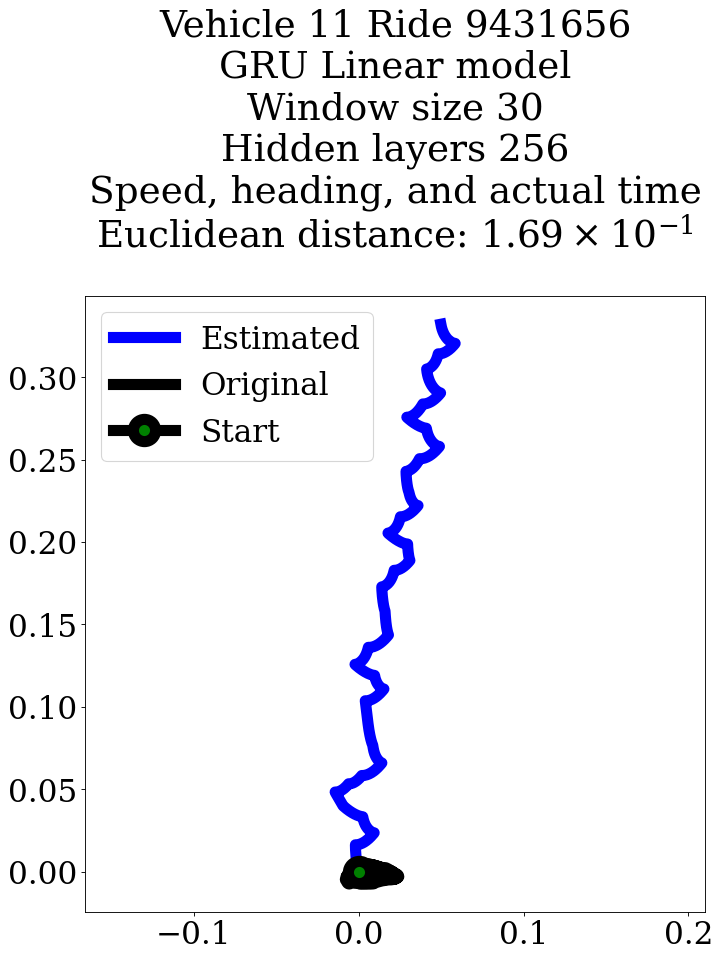 Vehicle 11 Ride 9431656
GRU Linear model
Window size 30
Hidden layers 256
Speed, heading, and actual time
Euclidean distance: 1.69 × 10⁻¹
Estimated
Original
Start
0.30
0.25
0.20
0.15
0.10
0.05
0.00
−0.1
0.0
0.1
0.2